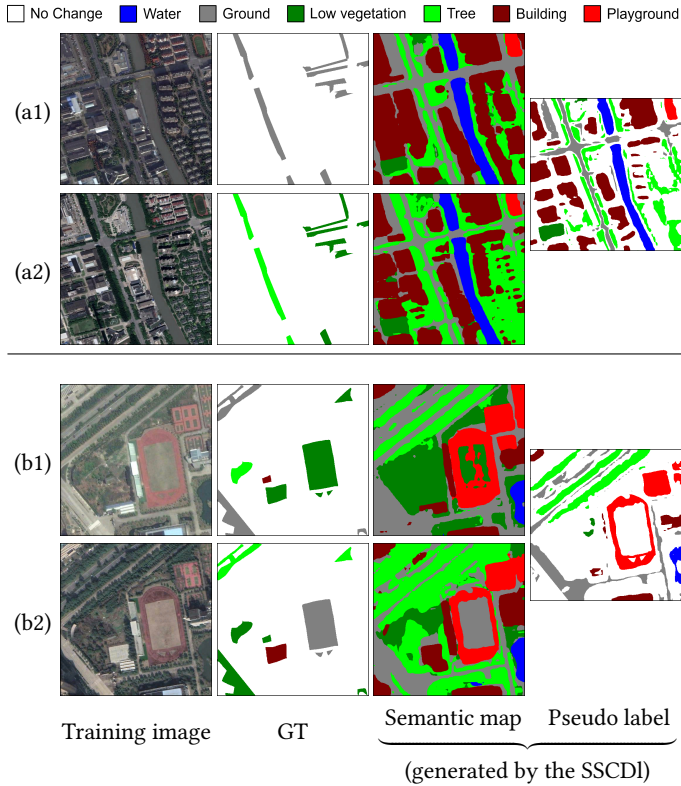 No Change Water Ground Low vegetation Tree Building Playground
(a1)
(a2)
(b1)
(b2)
Training image GT Semantic map Pseudo label
(generated by the SSCDl)